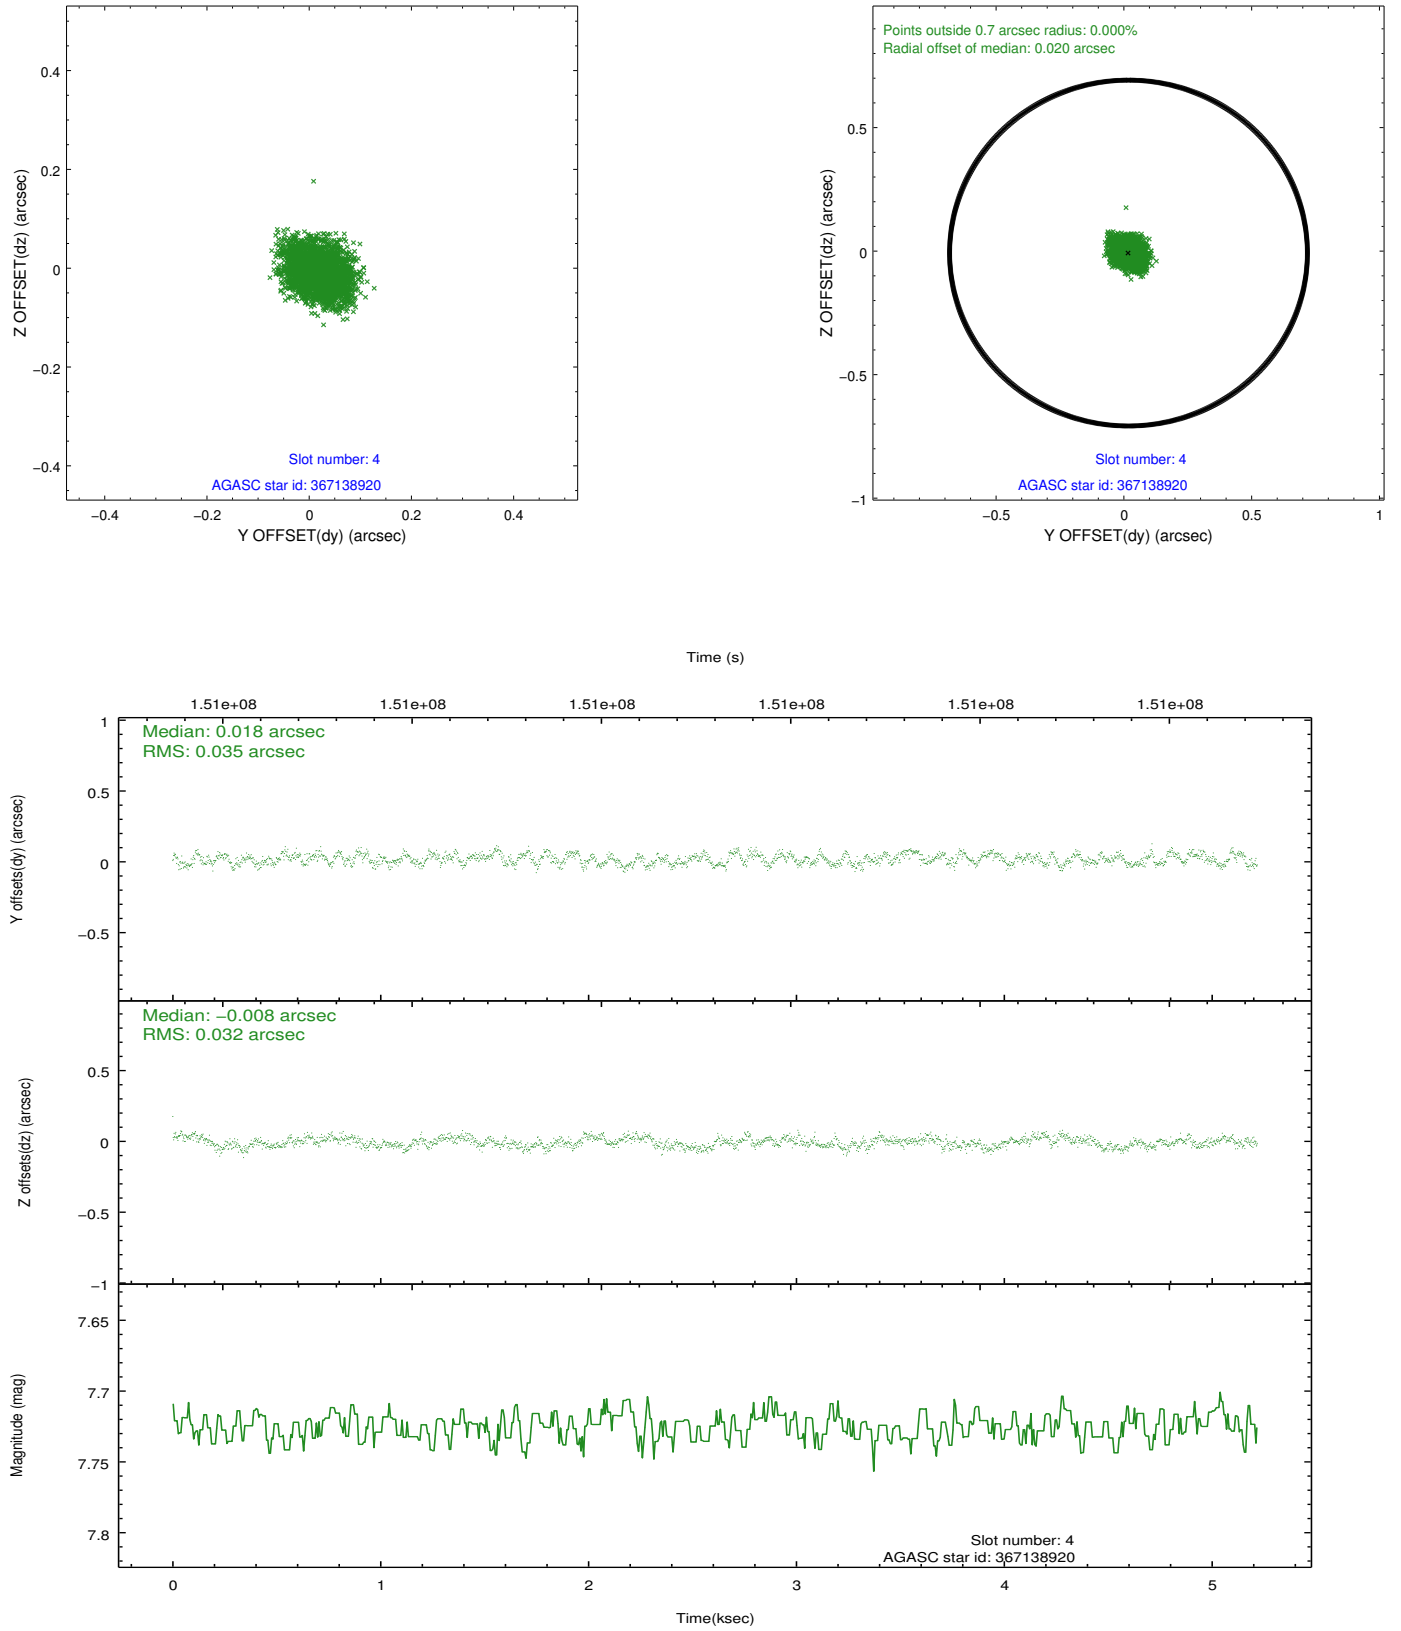 0.4
0.2
0
−0.2
−0.4
Z OFFSET(dz) (arcsec)
Slot number: 4
AGASC star id: 367138920
−0.4 −0.2 0 0.2 0.4
Y OFFSET(dy) (arcsec)
Points outside 0.7 arcsec radius: 0.000%
Radial offset of median: 0.020 arcsec
0.5
0
−0.5
−1
Z OFFSET(dz) (arcsec)
Slot number: 4
AGASC star id: 367138920
−0.5 0 0.5 1
Y OFFSET(dy) (arcsec)
Time (s)
1.51e+08 1.51e+08 1.51e+08 1.51e+08 1.51e+08 1.51e+08
Median: 0.018 arcsec
RMS: 0.035 arcsec
1
0.5
0
−0.5
Y offsets(dy) (arcsec)
Median: −0.008 arcsec
RMS: 0.032 arcsec
0.5
0
−0.5
−1
Z offsets(dz) (arcsec)
7.65
7.7
7.75
7.8
Magnitude (mag)
Slot number: 4
AGASC star id: 367138920
0 1 2 3 4 5
Time(ksec)